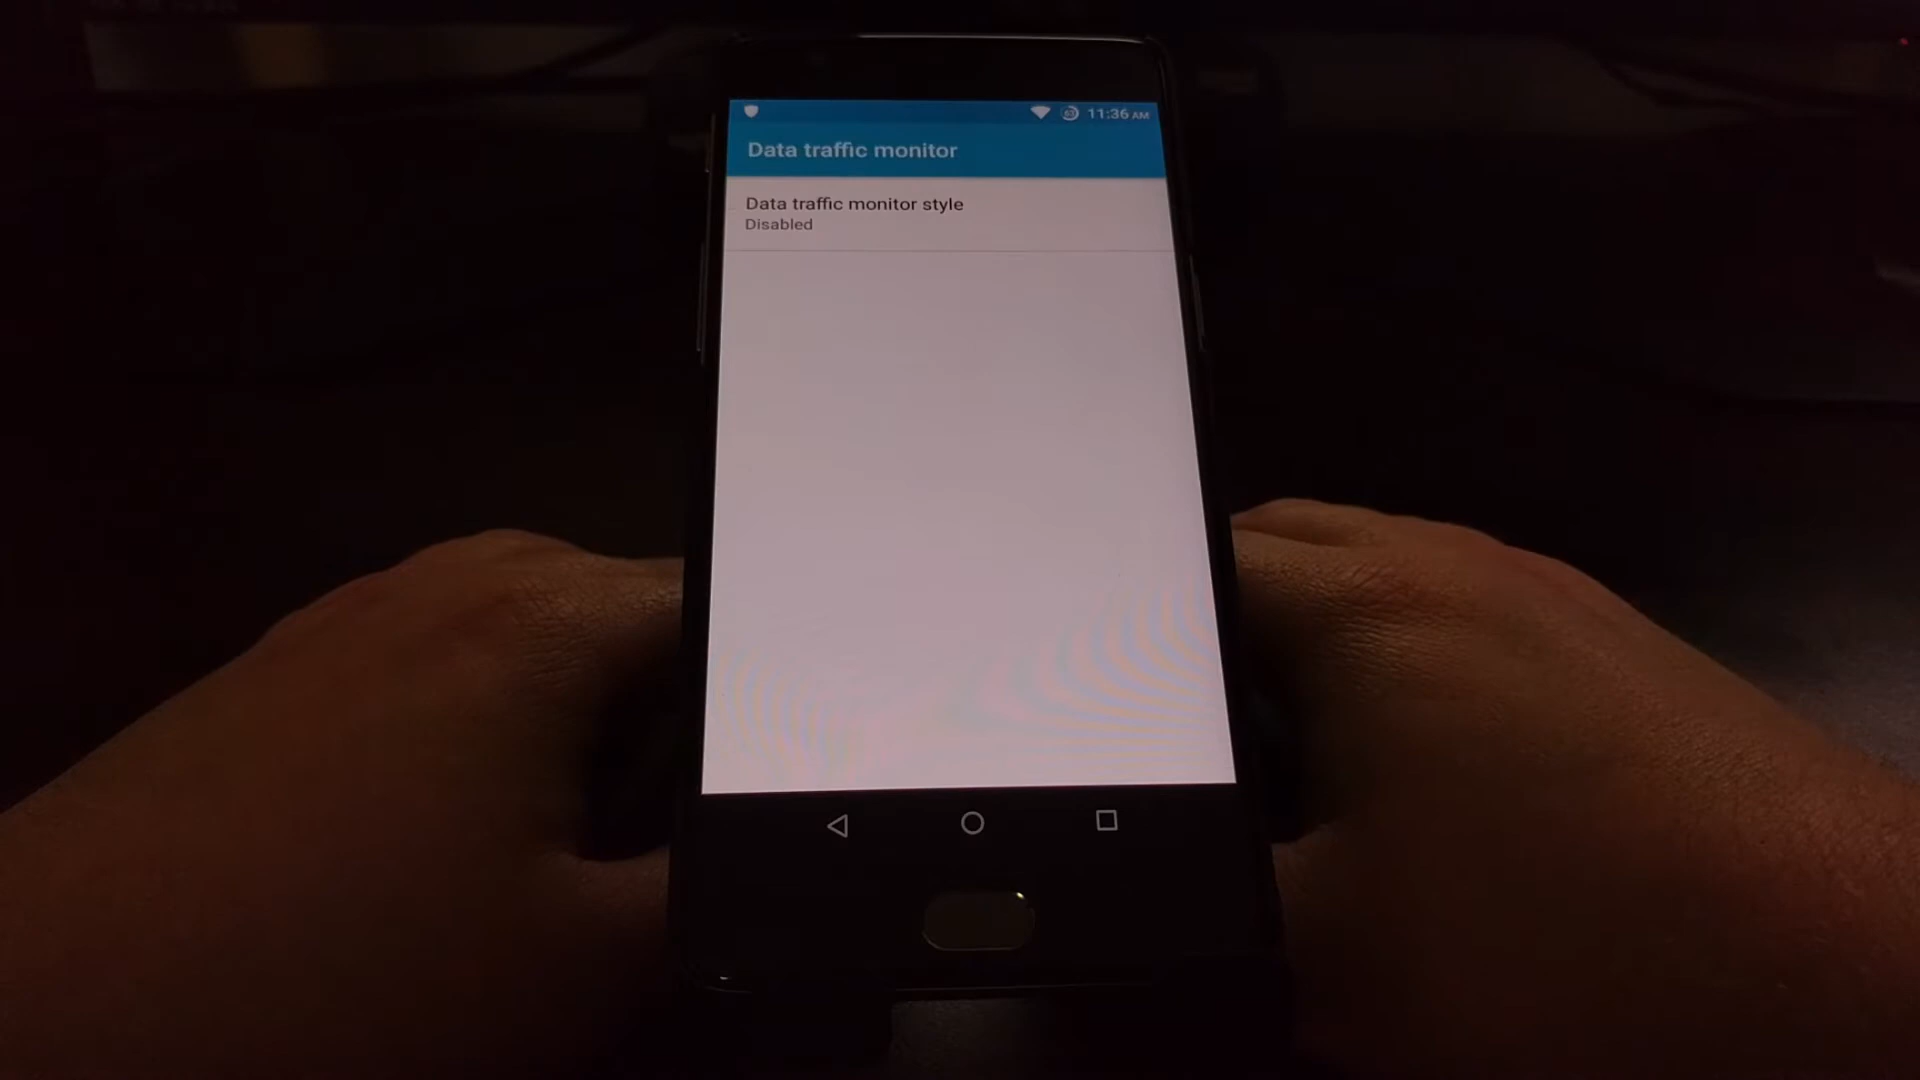 11:36 AM
Data traffic monitor
Data traffic monitor style
Disabled